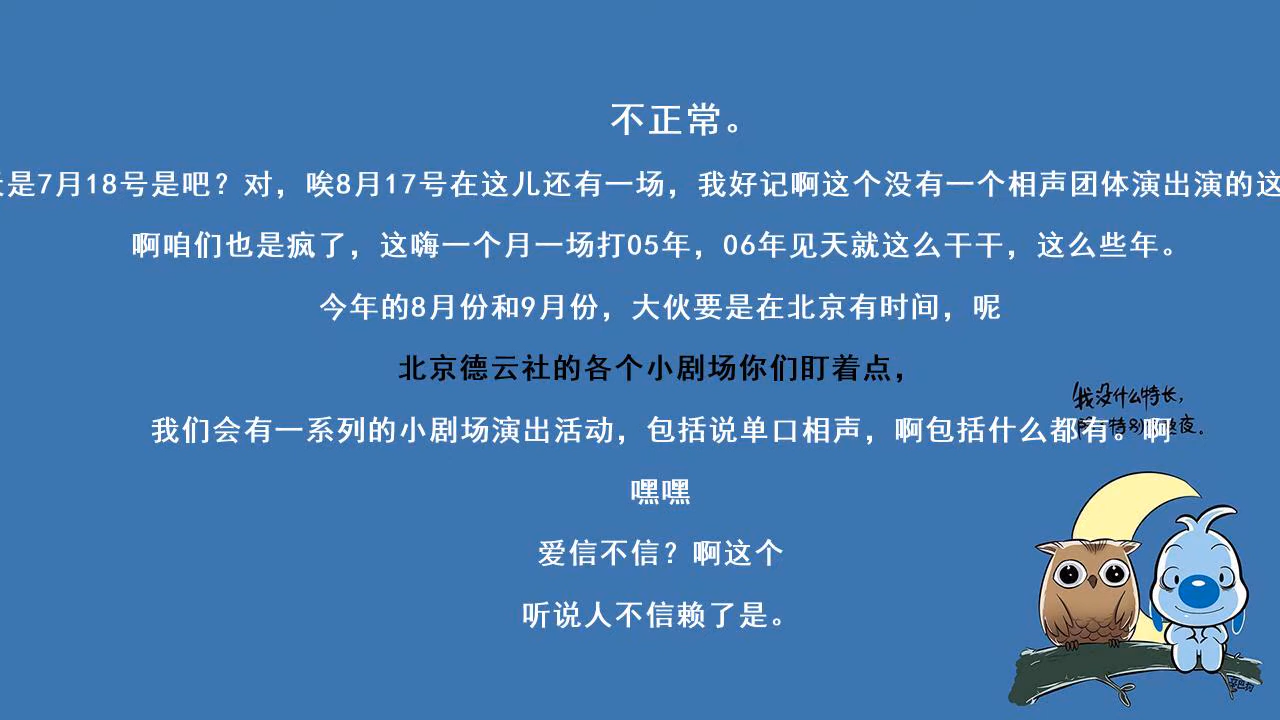 不正常。
是7月18号是吧？对，唉8月17号在这儿还有一场，我好记啊这个没有一个相声团体演出演的这
啊咱们也是疯了，这嗨一个月一场打05年，06年见天就这么干干，这么些年。
今年的8月份和9月份，大伙要是在北京有时间，呢
北京德云社的各个小剧场你们盯着点，
我没什么特长，
我们会有一系列的小剧场演出活动，包括说单口相声，啊包括什么都有。啊
特别 夜.
嘿嘿
爱信不信？啊这个
听说人不信赖了是。